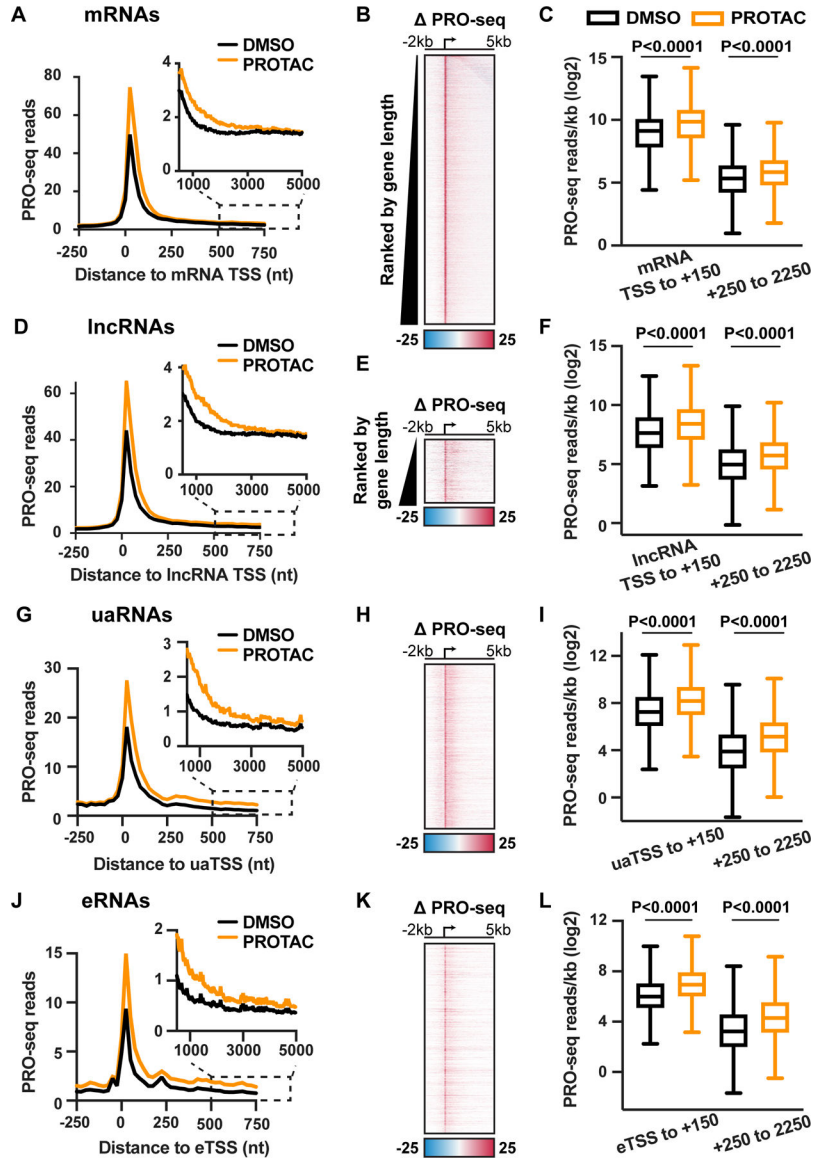 A
mRNAs
DMSO
PROTAC
4
2
0
1000 3000 5000
80
60
40
20
0
PRO-seq reads
-250 0 250 500 750
Distance to mRNA TSS (nt)
B
Δ PRO-seq
-2kb 5kb
Ranked by gene length
-25 25
C
DMSO PROTAC
P<0.0001 P<0.0001
15
10
5
0
PRO-seq reads/kb (log2)
mRNA
TSS to +150
+250 to 2250
D
lncRNAs
DMSO
PROTAC
4
2
0
1000 3000 5000
60
40
20
0
PRO-seq reads
-250 0 250 500 750
Distance to lncRNA TSS (nt)
E
Δ PRO-seq
-2kb 5kb
Ranked by
gene length
-25 25
F
P<0.0001 P<0.0001
15
10
5
0
PRO-seq reads/kb (log2)
lncRNA
TSS to +150
+250 to 2250
G
uaRNAs
DMSO
PROTAC
3
2
1
0
1000 3000 5000
30
20
10
0
PRO-seq reads
-250 0 250 500 750
Distance to uaTSS (nt)
H
Δ PRO-seq
-2kb 5kb
-25 25
I
P<0.0001 P<0.0001
12
8
4
0
PRO-seq reads/kb (log2)
uaTSS to +150
+250 to 2250
J
eRNAs
DMSO
PROTAC
2
1
0
1000 3000 5000
15
10
5
0
PRO-seq reads
-250 0 250 500 750
Distance to eTSS (nt)
K
Δ PRO-seq
-2kb 5kb
-25 25
L
P<0.0001 P<0.0001
12
8
4
0
PRO-seq reads/kb (log2)
eTSS to +150
+250 to 2250